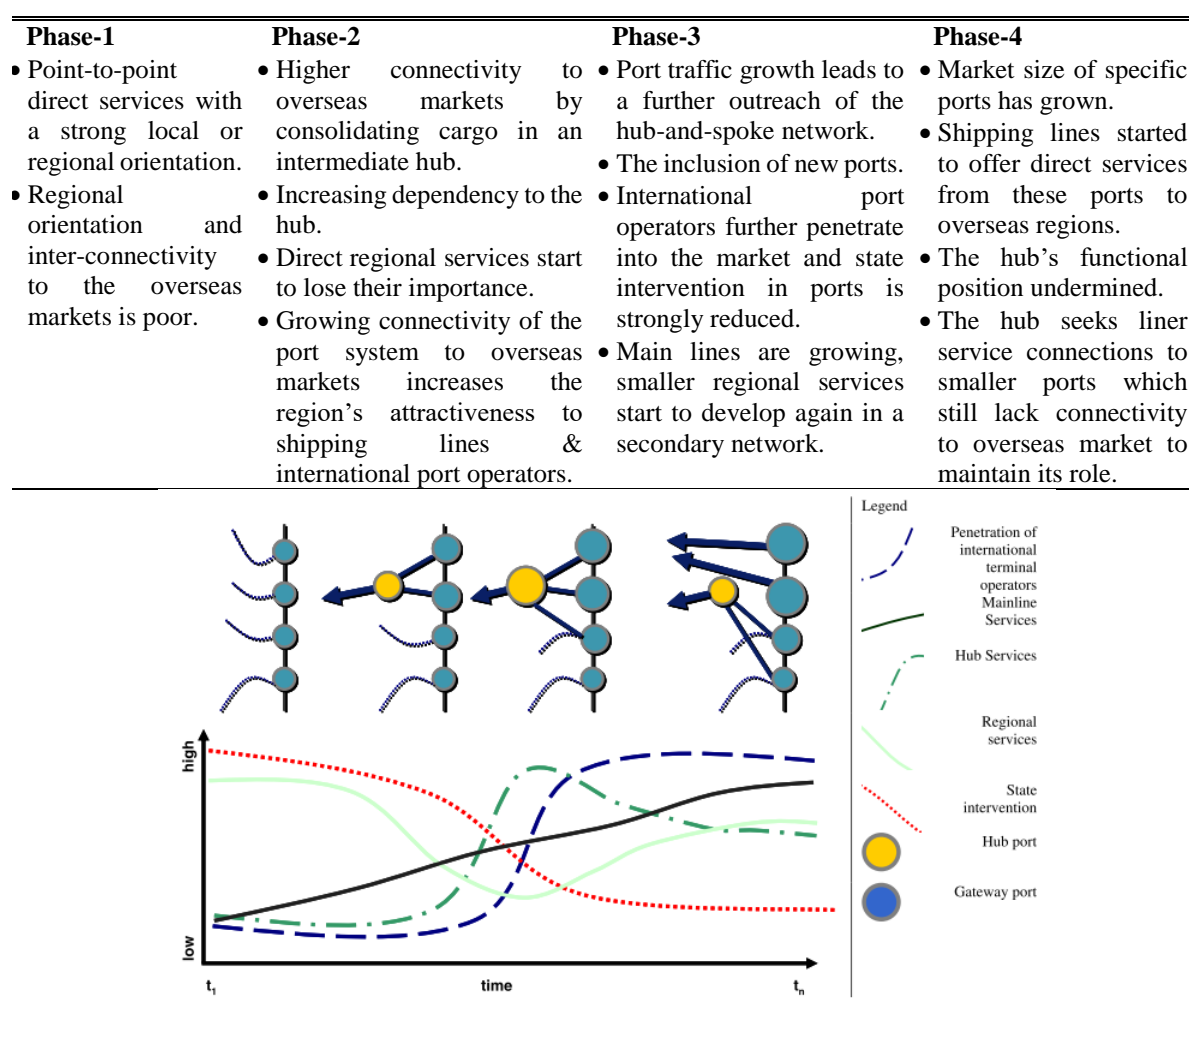 Phase-1
• Point-to-point
direct services with
a strong local or
regional orientation.
• Regional
orientation and
inter-connectivity
to the overseas
markets is poor.
Phase-2
• Higher connectivity to
overseas markets by
consolidating cargo in an
intermediate hub.
• Increasing dependency to the
hub.
• Direct regional services start
to lose their importance.
• Growing connectivity of the
port system to overseas
markets increases the
region’s attractiveness to
shipping lines &
international port operators.
Phase-3
• Port traffic growth leads to
a further outreach of the
hub-and-spoke network.
• The inclusion of new ports.
• International port
operators further penetrate
into the market and state
intervention in ports is
strongly reduced.
• Main lines are growing,
smaller regional services
start to develop again in a
secondary network.
Phase-4
• Market size of specific
ports has grown.
• Shipping lines started
to offer direct services
from these ports to
overseas regions.
• The hub’s functional
position undermined.
• The hub seeks liner
service connections to
smaller ports which
still lack connectivity
to overseas market to
maintain its role.
high
low
t1
time
tn
Legend
Penetration of
international
terminal
operators
Mainline
Services
Hub Services
Regional
services
State
intervention
Hub port
Gateway port